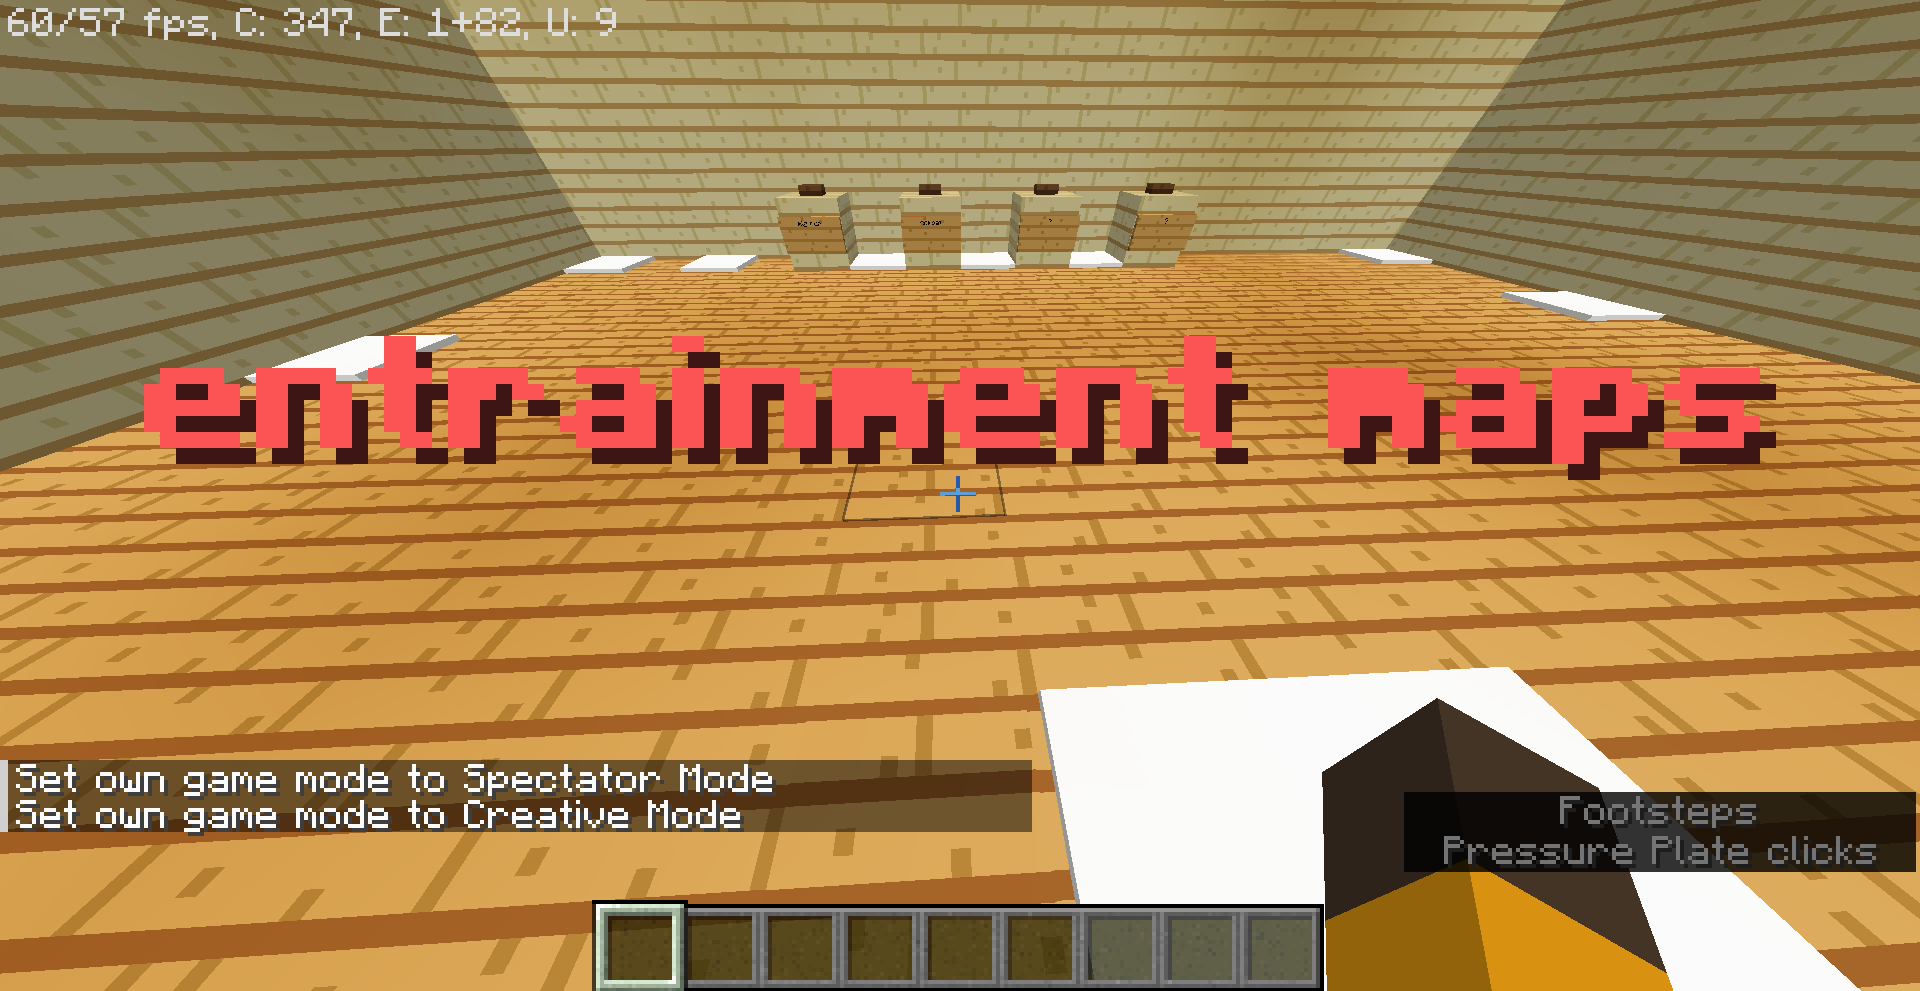 60/57 fps, C: 347, E: 1+82, U: 9
entrainment maps
Set own game mode to Spectator Mode
Set own game mode to Creative Mode
Footsteps
Pressure Plate clicks